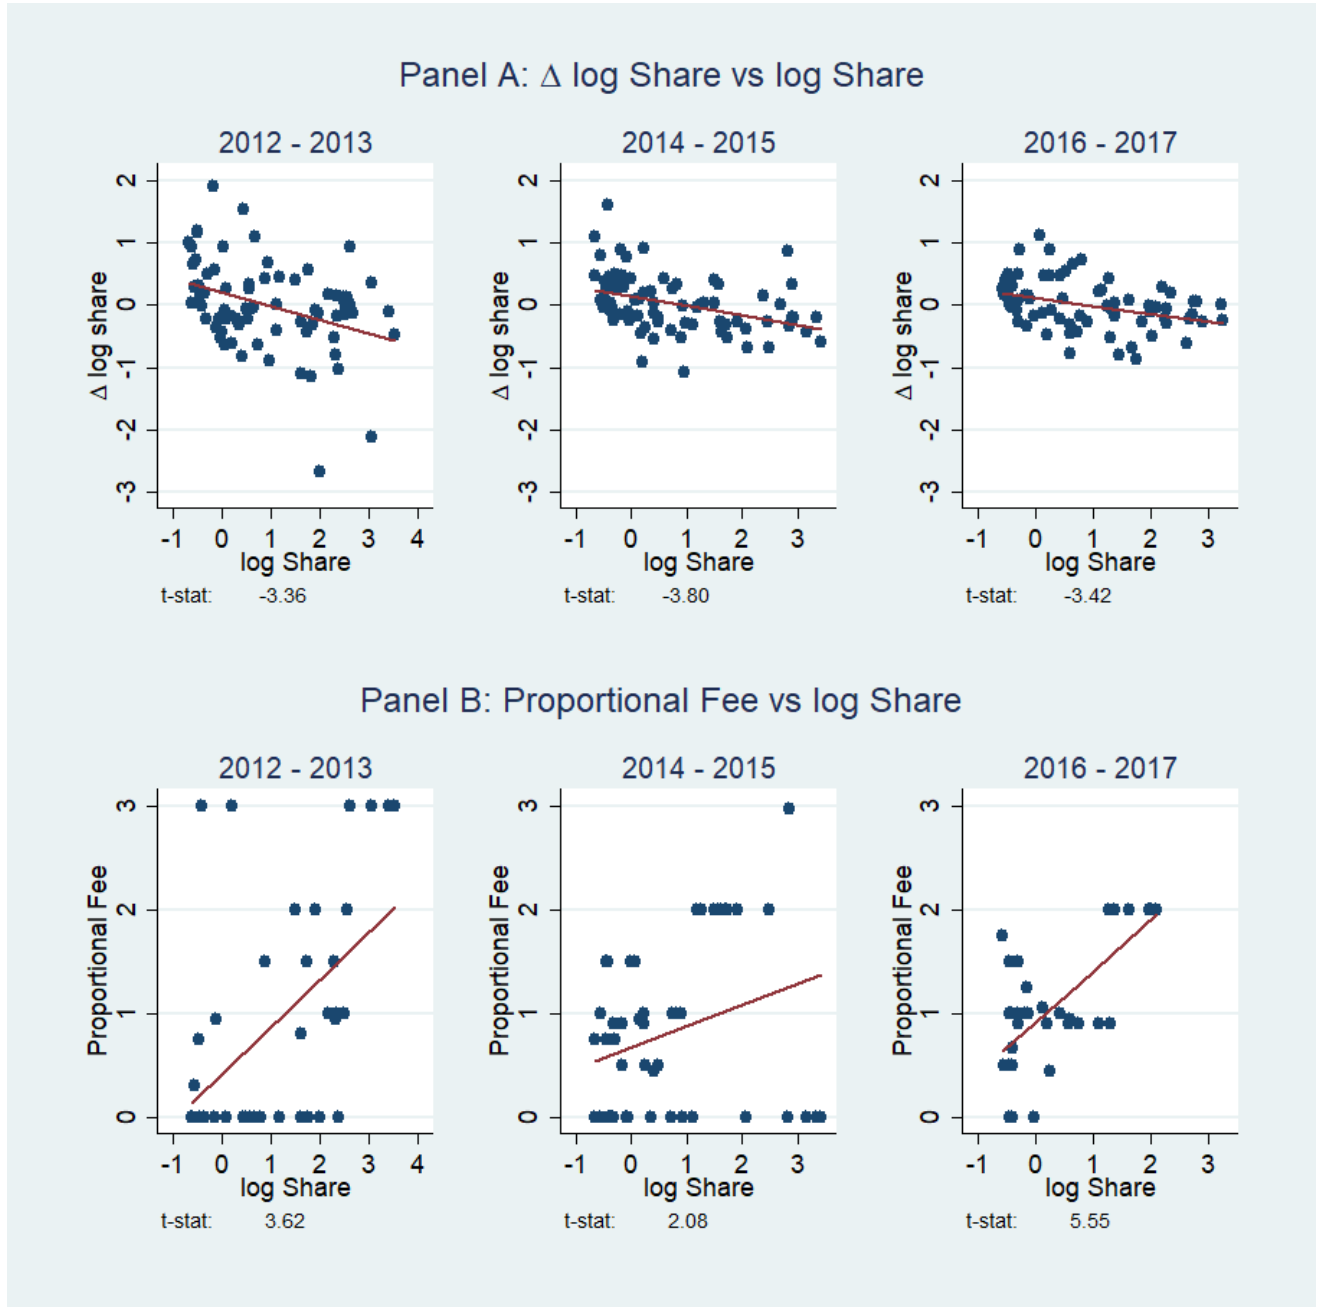 Panel A: Δ log Share vs log Share
2012 - 2013
2014 - 2015
2016 - 2017
Δ log share
2
1
0
-1
-2
-3
-1 0 1 2 3 4
log Share
t-stat: -3.36
Δ log share
2
1
0
-1
-2
-3
-1 0 1 2 3
log Share
t-stat: -3.80
Δ log share
2
1
0
-1
-2
-3
-1 0 1 2 3
log Share
t-stat: -3.42
Panel B: Proportional Fee vs log Share
2012 - 2013
2014 - 2015
2016 - 2017
Proportional Fee
3
2
1
0
-1 0 1 2 3 4
log Share
t-stat: 3.62
Proportional Fee
3
2
1
0
-1 0 1 2 3
log Share
t-stat: 2.08
Proportional Fee
3
2
1
0
-1 0 1 2 3
log Share
t-stat: 5.55